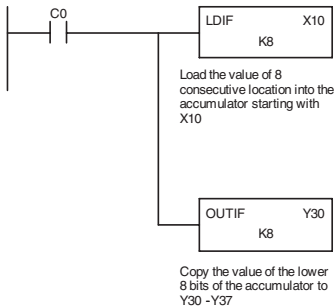 C0
LDIF X10
K8
Load the value of 8
consecutive location into the
accumulator starting with
X10
OUTIF Y30
K8
Copy the value of the lower
8 bits of the accumulator to
Y30 -Y37